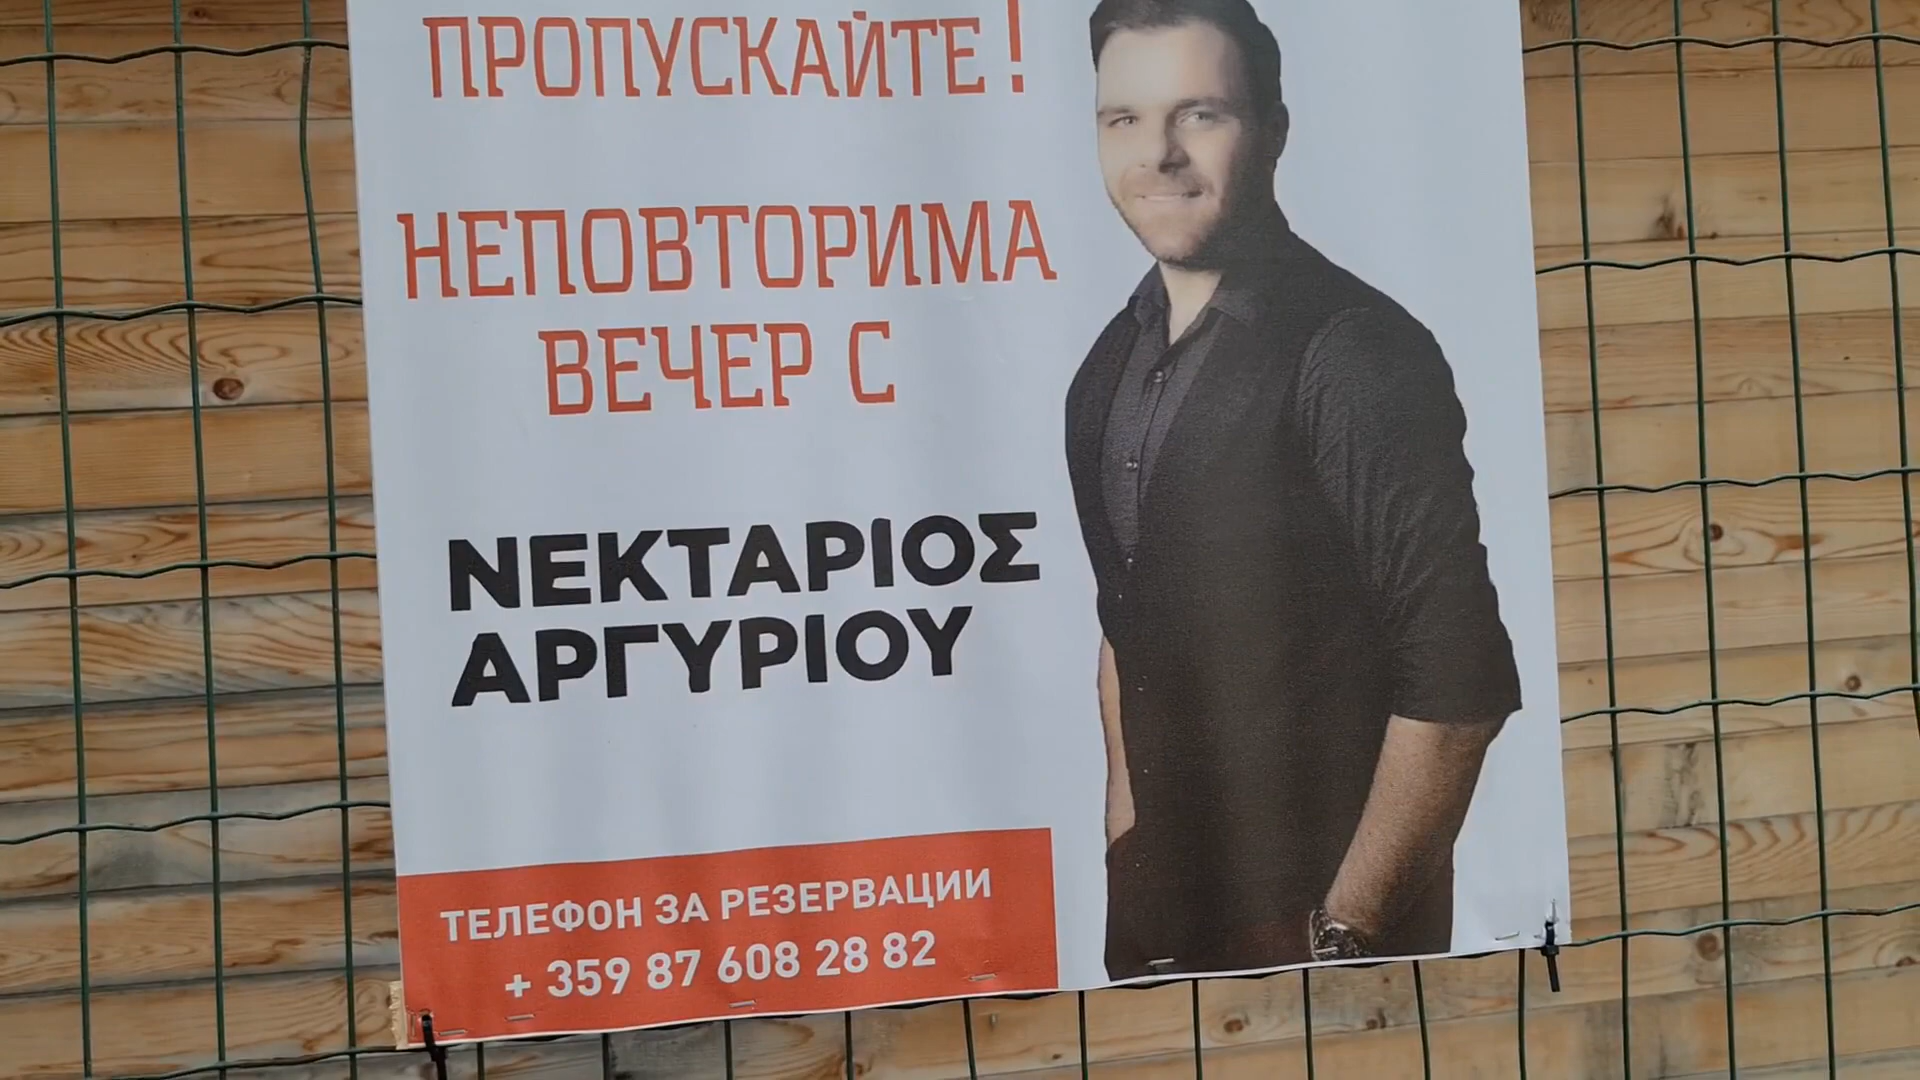 ПРОПУСКАЙТЕ!
НЕПОВТОРИМА
ВЕЧЕР С
ΝΕΚΤΑΡΙΟΣ
ΑΡΓΥΡΙΟΥ
ТЕЛЕФОН ЗА РЕЗЕРВАЦИИ
+ 359 87 608 28 82